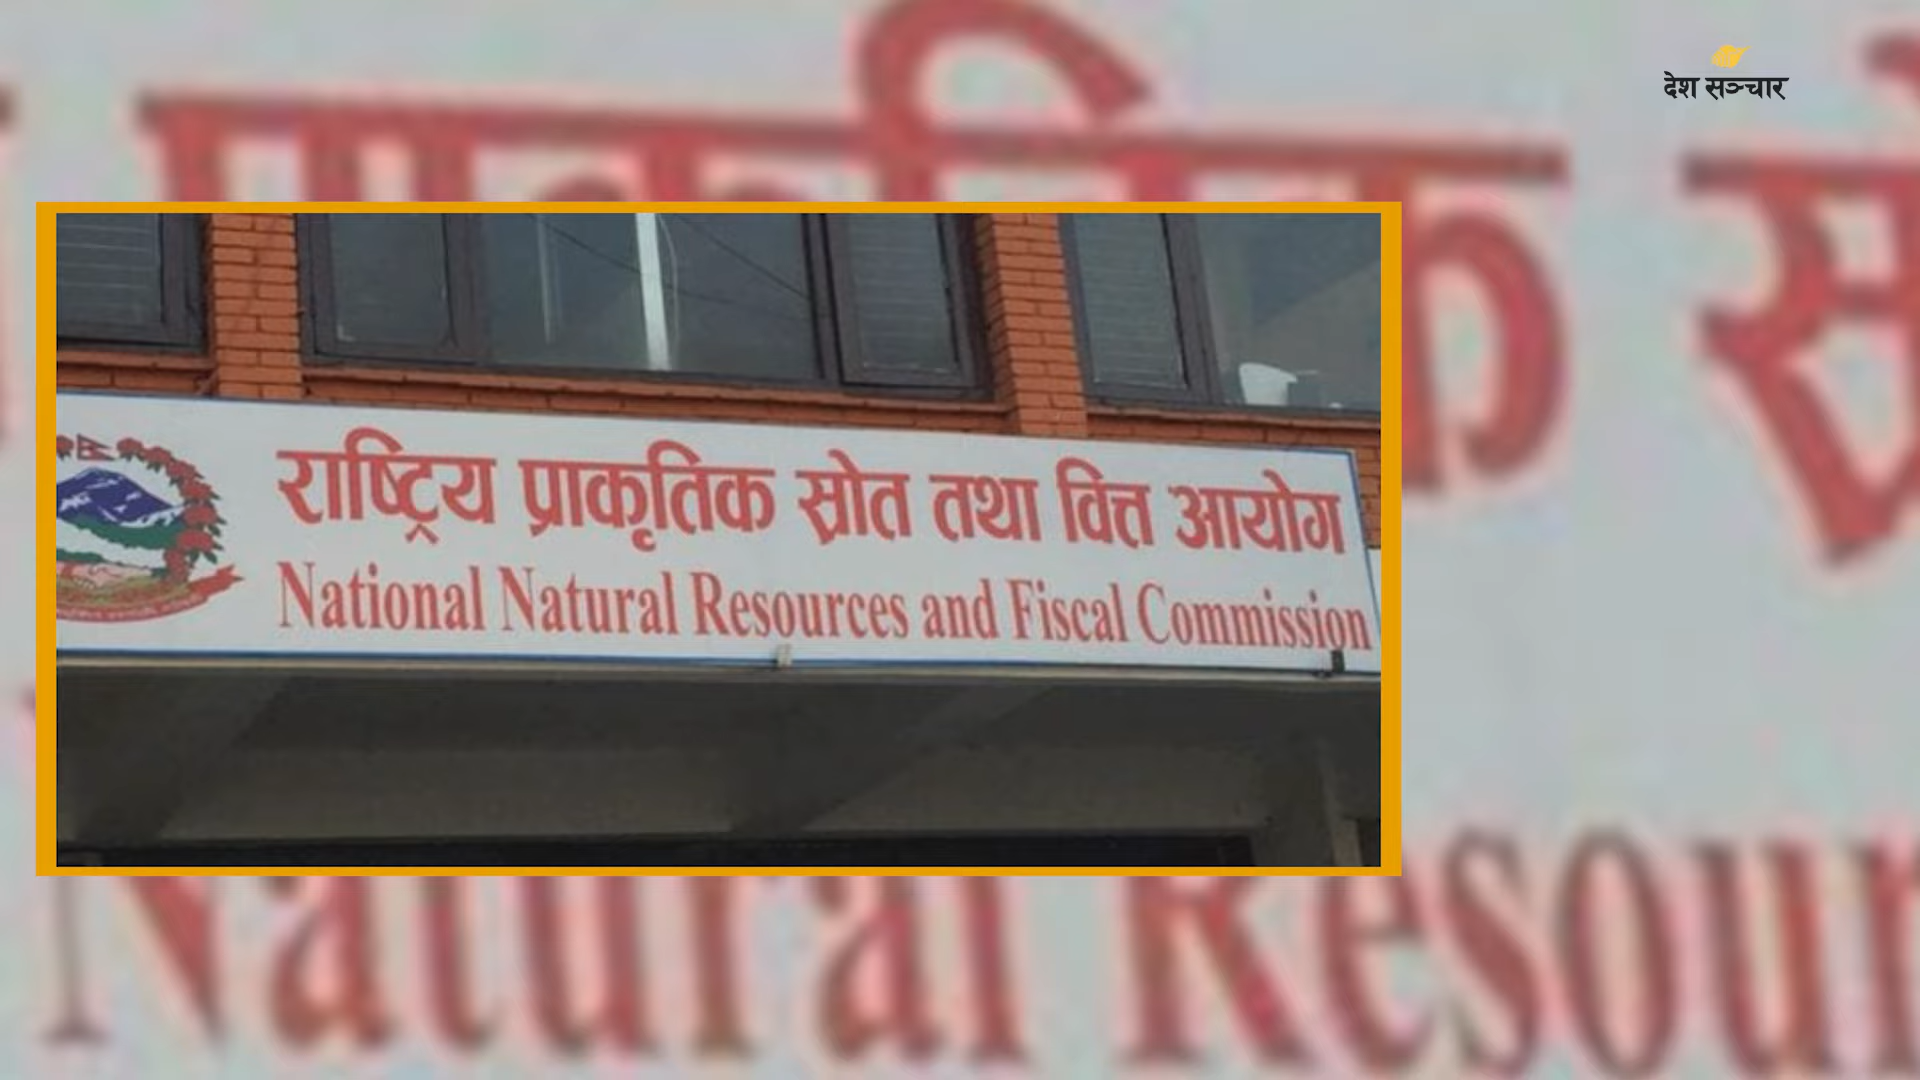 देश सञ्चार
राष्ट्रिय प्राकृतिक स्रोत तथा वित्त आयोग
National Natural Resources and Fiscal Commission